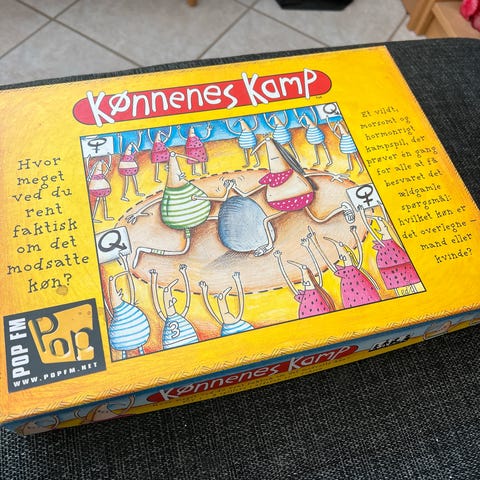 Kønnenes Kamp
Hvor
meget
ved du
rent
faktisk
om det
modsatte
køn?
Et vildt,
morsomt og
hormonrigt
kampspil, der
prøver én gang
for alle at få
besvaret det
ældgamle
spørgsmål:
hvilket køn er
det overlegne –
mand eller
kvinde?
3
POP FM
Pop
WWW.POPFM.NET
Kønnenes Kamp